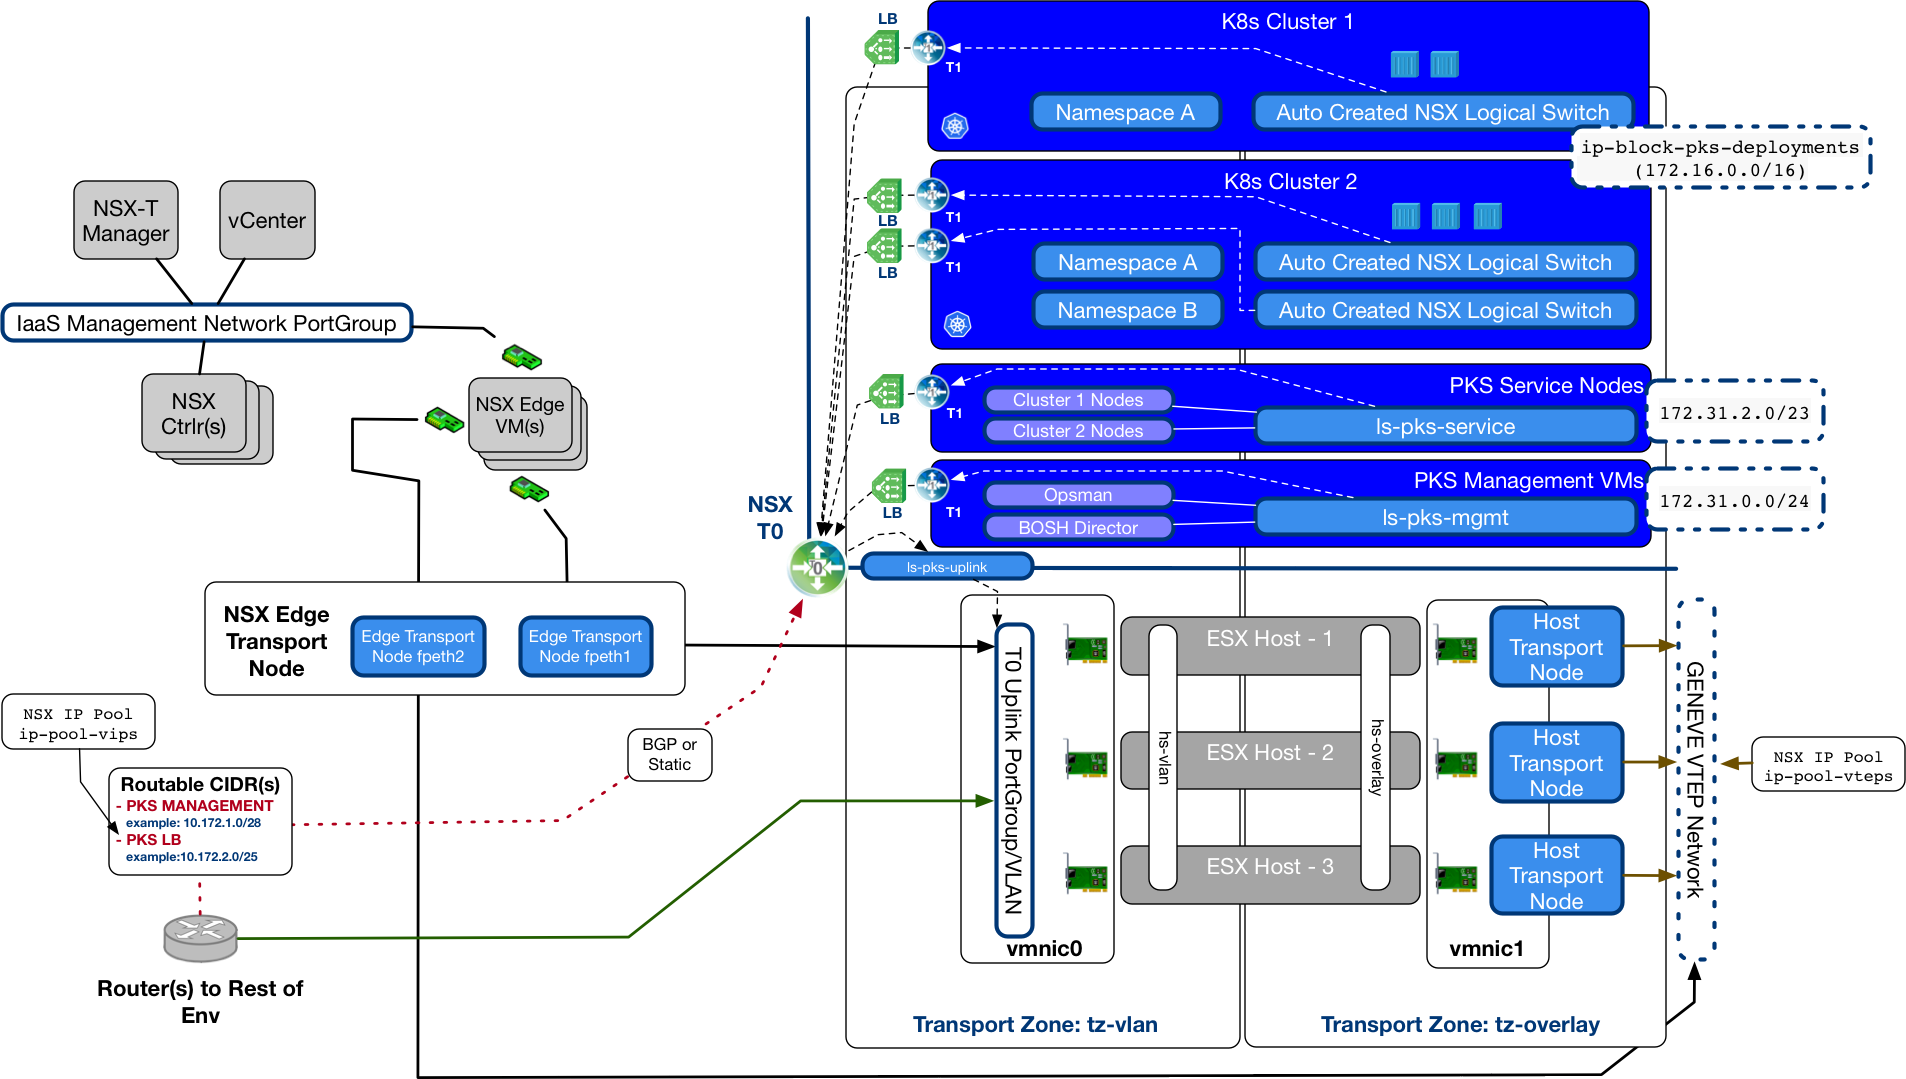 LB
K8s Cluster 1
T1
Namespace A
Auto Created NSX Logical Switch
ip-block-pks-deployments
(172.16.0.0/16)
K8s Cluster 2
LB
T1
LB
T1
Namespace A
Auto Created NSX Logical Switch
Namespace B
Auto Created NSX Logical Switch
NSX-T
Manager
vCenter
IaaS Management Network PortGroup
NSX
Ctrlr(s)
NSX Edge
VM(s)
PKS Service Nodes
LB
T1
Cluster 1 Nodes
Cluster 2 Nodes
ls-pks-service
172.31.2.0/23
PKS Management VMs
LB
T1
Opsman
BOSH Director
ls-pks-mgmt
172.31.0.0/24
NSX
T0
T0
ls-pks-uplink
NSX Edge
Transport
Node
Edge Transport
Node fpeth2
Edge Transport
Node fpeth1
NSX IP Pool
ip-pool-vips
Routable CIDR(s)
- PKS MANAGEMENT
example: 10.172.1.0/28
- PKS LB
example:10.172.2.0/25
BGP or
Static
Router(s) to Rest of
Env
T0 Uplink PortGroup/VLAN
vmnic0
ESX Host - 1
ESX Host - 2
ESX Host - 3
hs-vlan
hs-overlay
vmnic1
Host
Transport
Node
Host
Transport
Node
Host
Transport
Node
GENEVE VTEP Network
NSX IP Pool
ip-pool-vteps
Transport Zone: tz-vlan
Transport Zone: tz-overlay